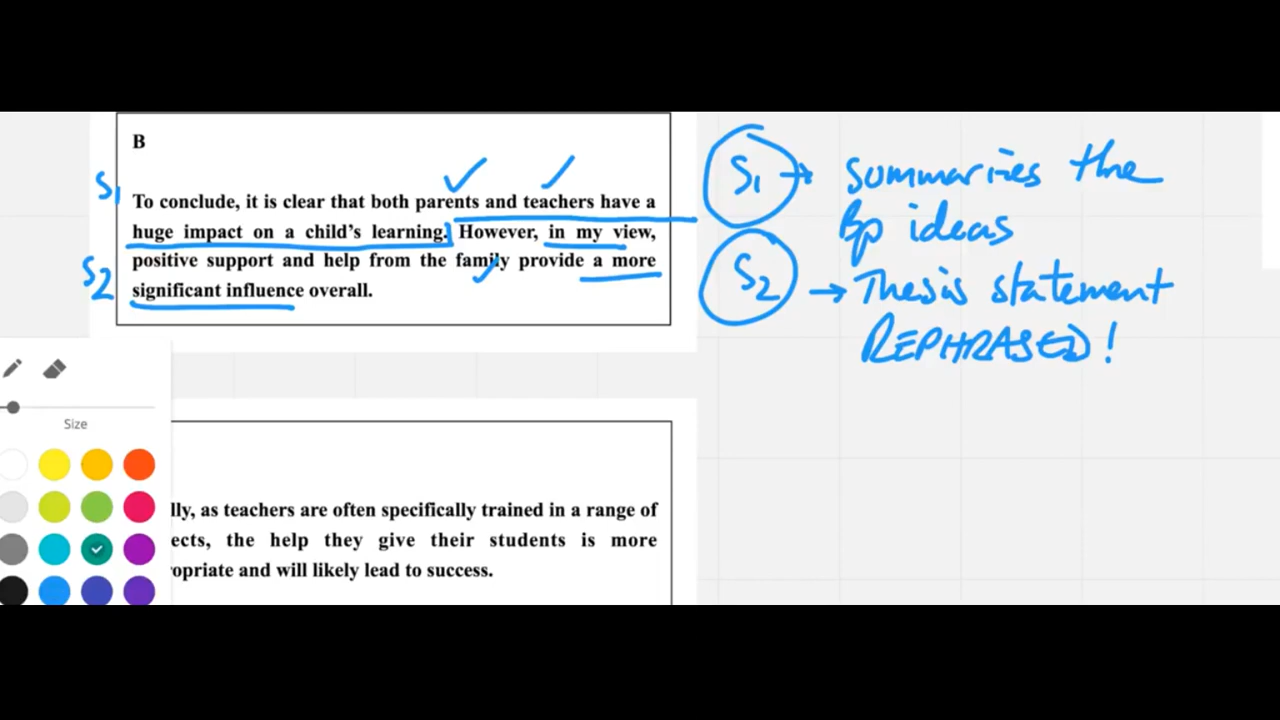 B
S1
To conclude, it is clear that both parents and teachers have a
huge impact on a child's learning. However, in my view,
S2
positive support and help from the family provide a more
significant influence overall.
S1 → Summarizes the
Bp ideas
S2 → Thesis statement
REPHRASED!
Size
lly, as teachers are often specifically trained in a range of
ects, the help they give their students is more
opriate and will likely lead to success.